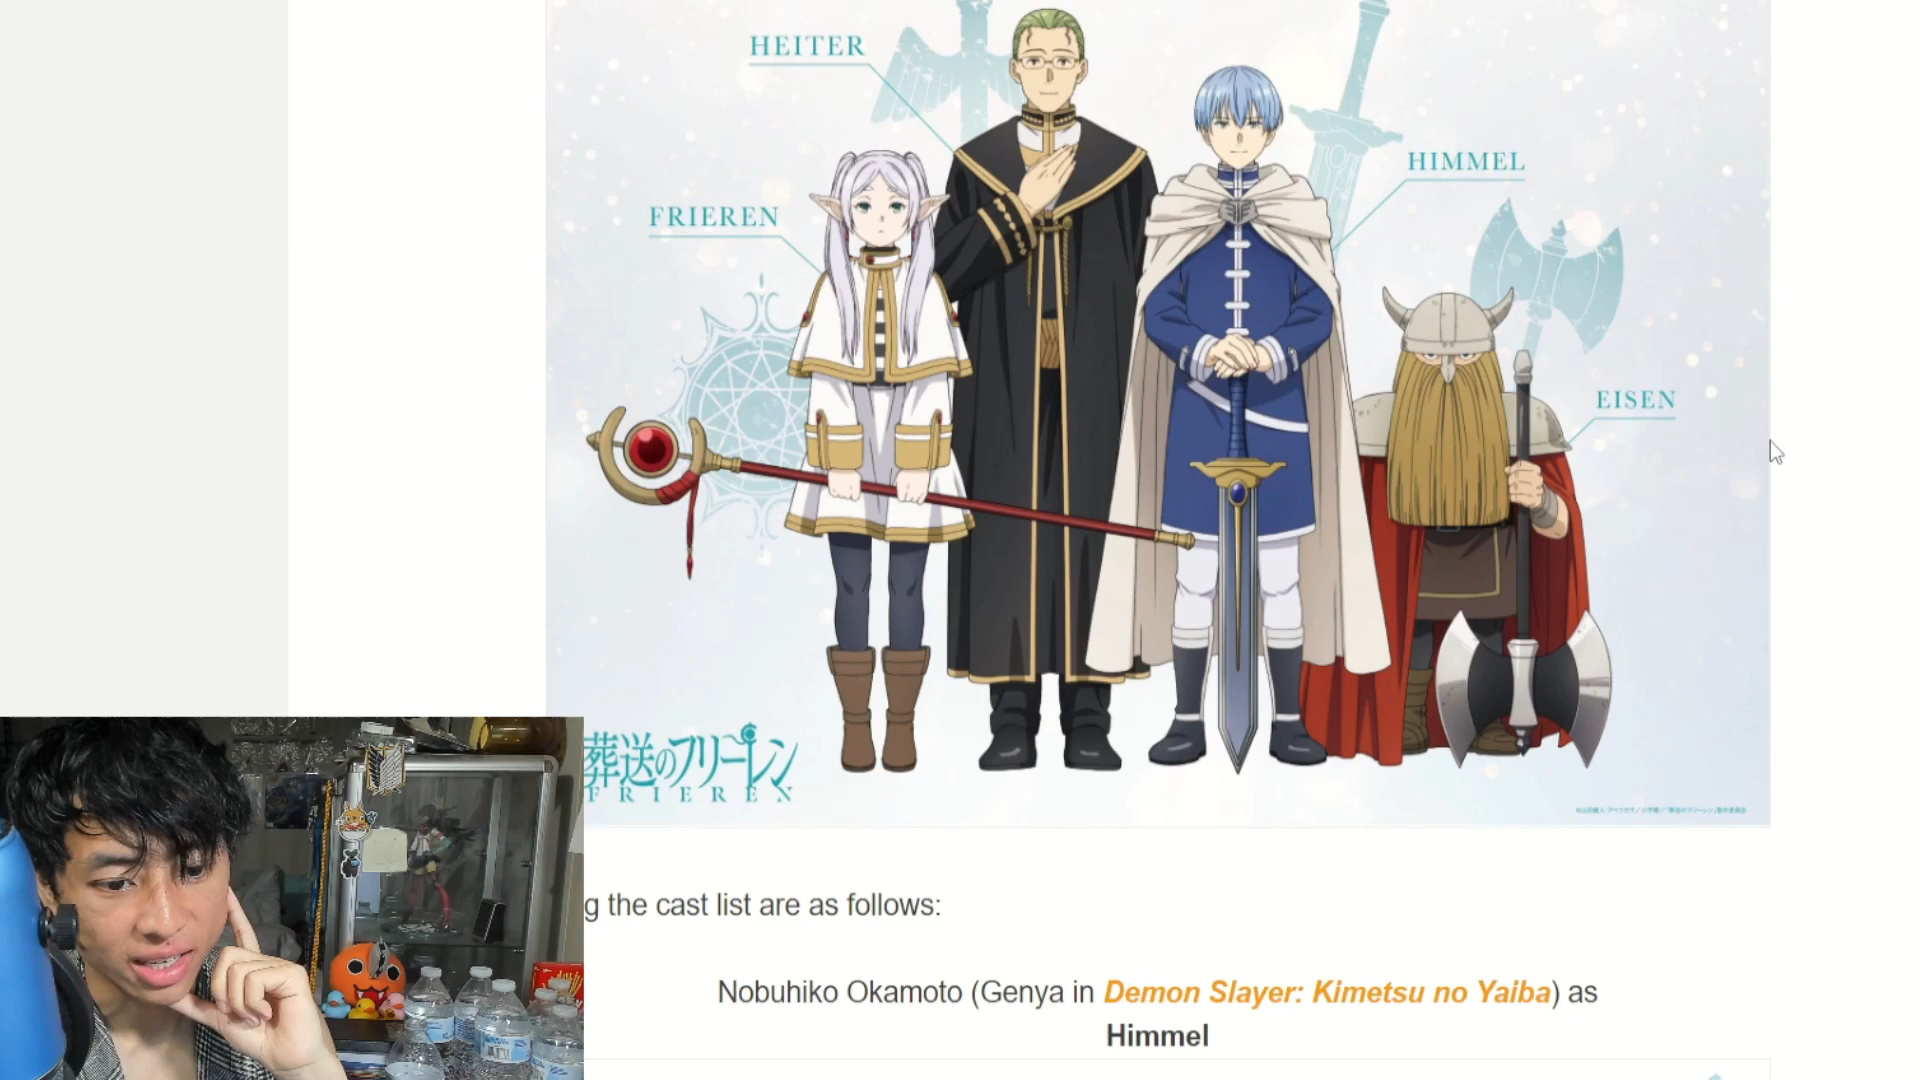 HEITER
HIMMEL
FRIEREN
EISEN
葬送のフリーレン
FRIEREN
g the cast list are as follows:
Nobuhiko Okamoto (Genya in Demon Slayer: Kimetsu no Yaiba) as
Himmel